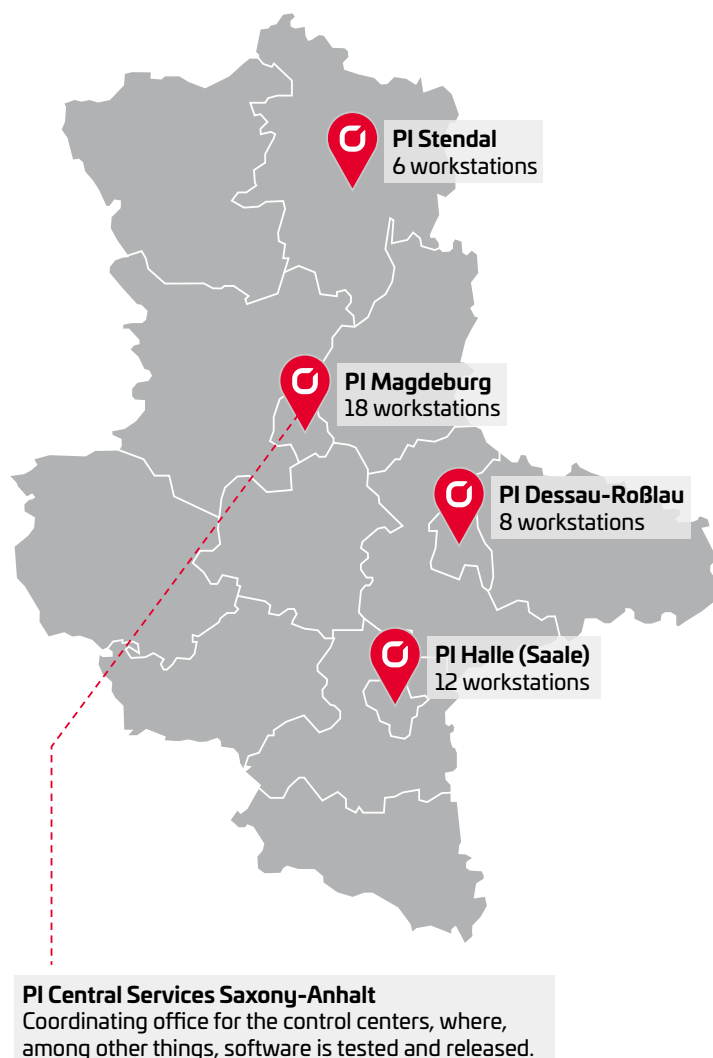 PI Stendal
6 workstations
PI Magdeburg
18 workstations
PI Dessau-Roßlau
8 workstations
PI Halle (Saale)
12 workstations
PI Central Services Saxony-Anhalt
Coordinating office for the control centers, where,
among other things, software is tested and released.